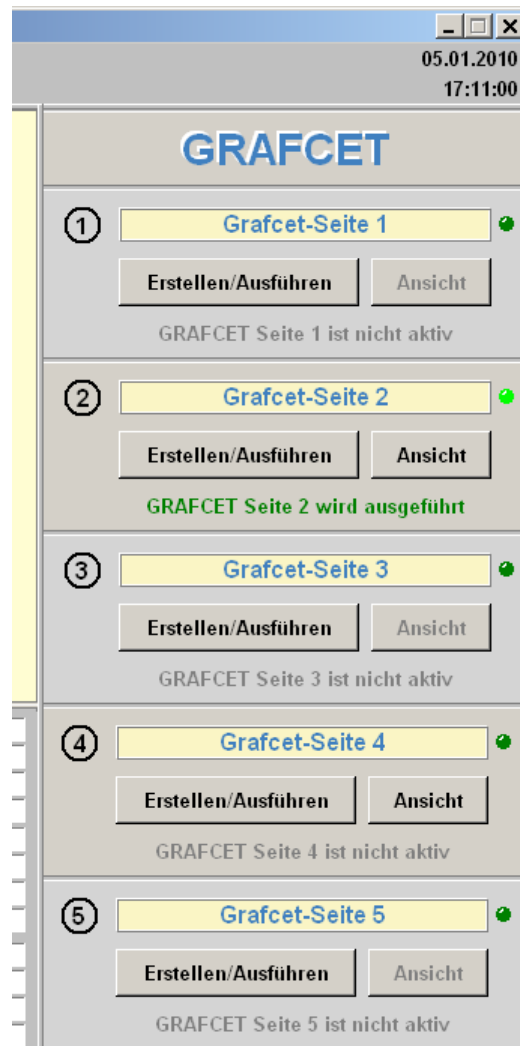 05.01.2010
17:11:00
GRAFCET
1 Grafcet-Seite 1
Erstellen/Ausführen Ansicht
GRAFCET Seite 1 ist nicht aktiv
2 Grafcet-Seite 2
Erstellen/Ausführen Ansicht
GRAFCET Seite 2 wird ausgeführt
3 Grafcet-Seite 3
Erstellen/Ausführen Ansicht
GRAFCET Seite 3 ist nicht aktiv
4 Grafcet-Seite 4
Erstellen/Ausführen Ansicht
GRAFCET Seite 4 ist nicht aktiv
5 Grafcet-Seite 5
Erstellen/Ausführen Ansicht
GRAFCET Seite 5 ist nicht aktiv